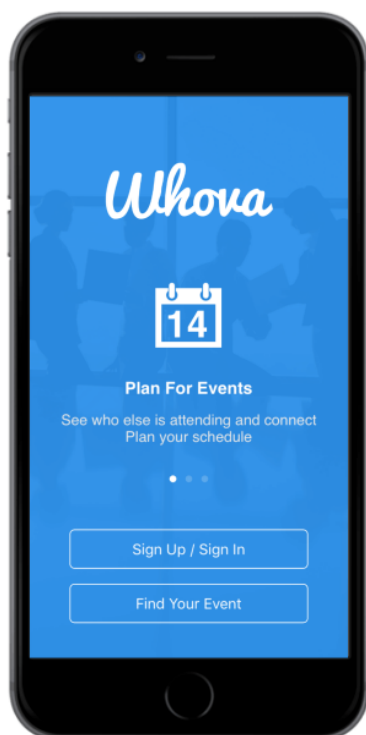 Whova
14
Plan For Events
See who else is attending and connect
Plan your schedule
Sign Up / Sign In
Find Your Event